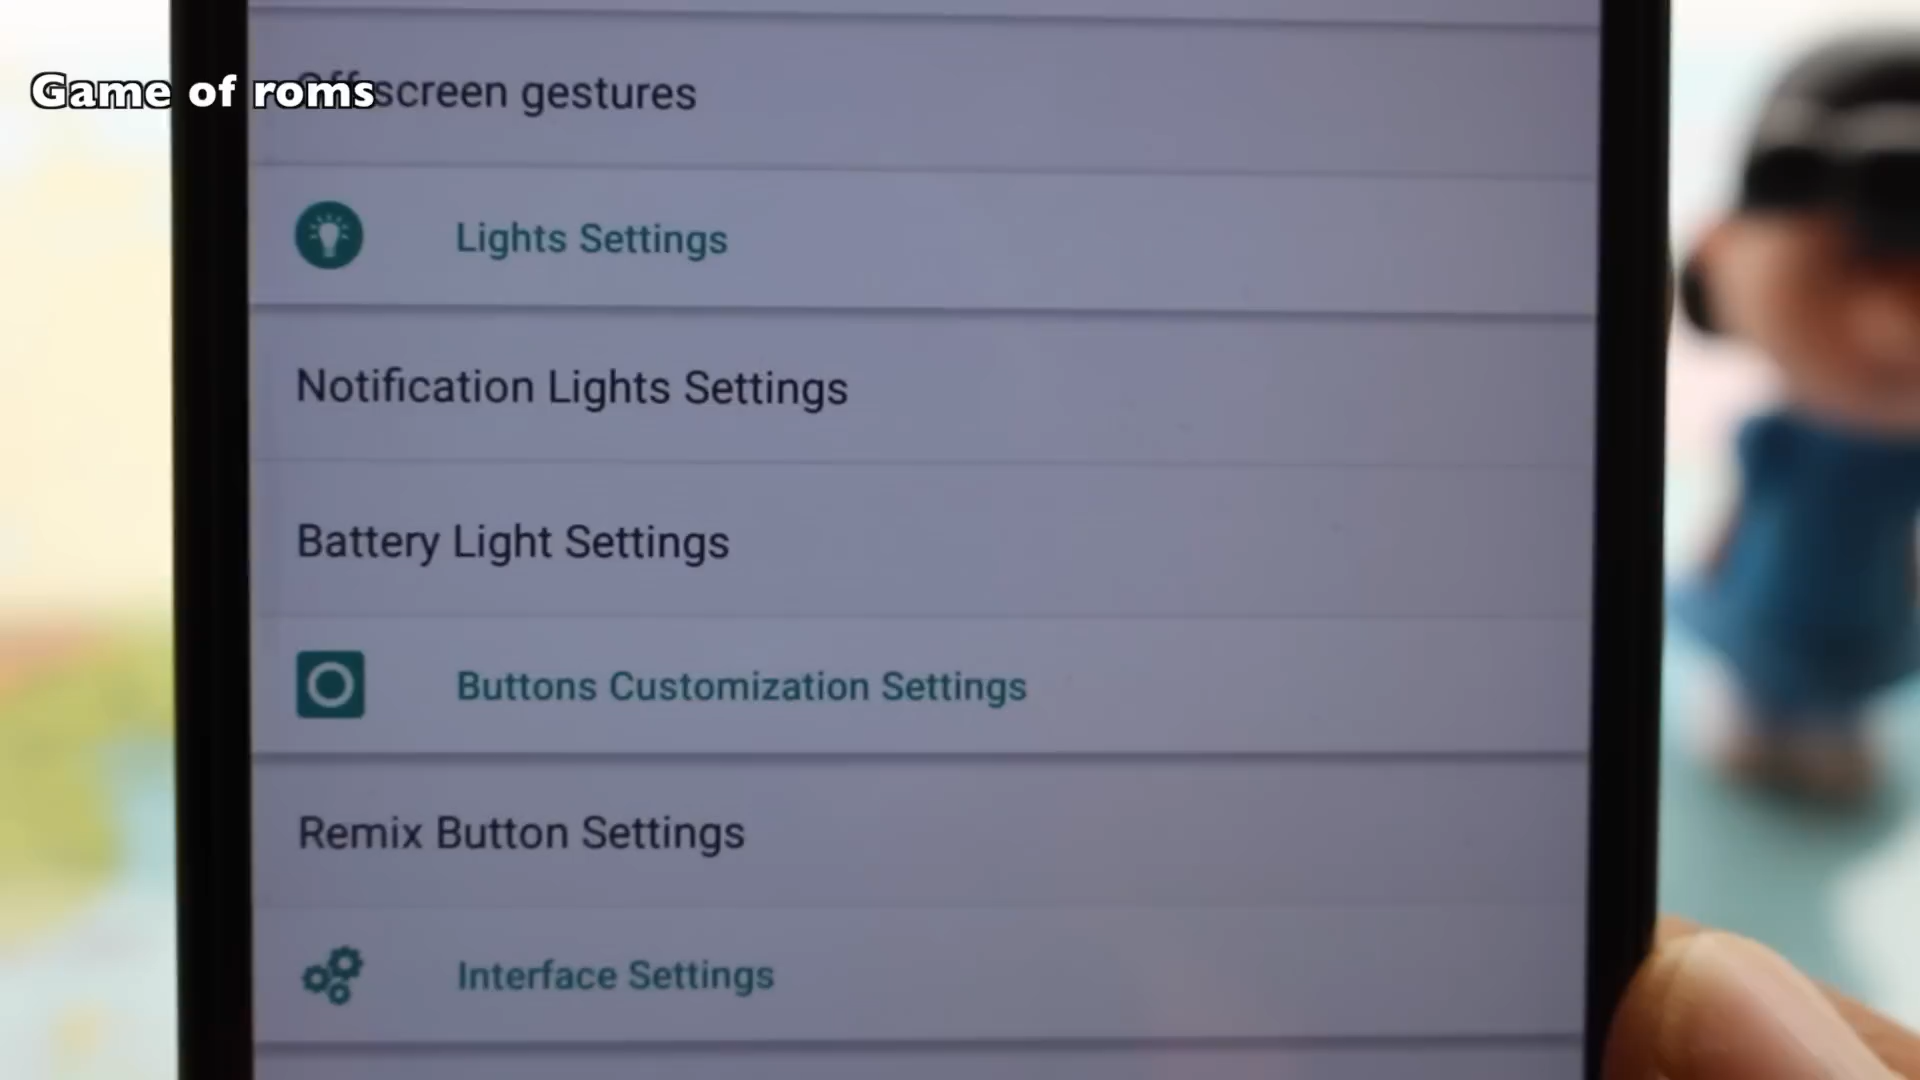 Game of roms
Off-screen gestures
Lights Settings
Notification Lights Settings
Battery Light Settings
Buttons Customization Settings
Remix Button Settings
Interface Settings